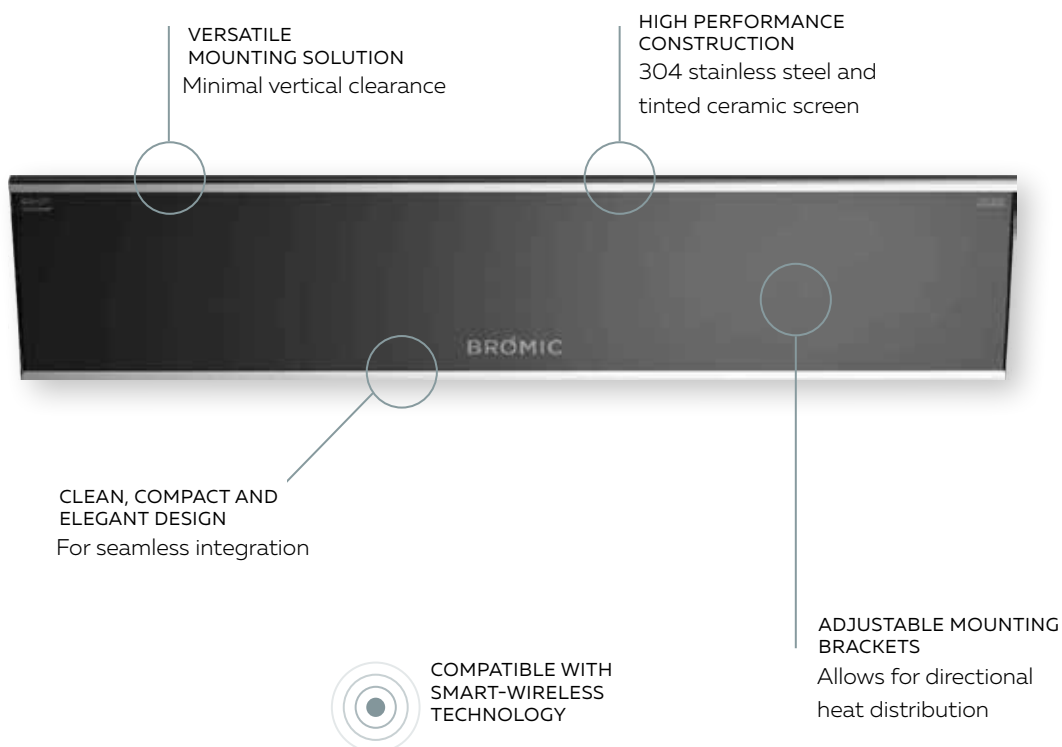 VERSATILE
MOUNTING SOLUTION
Minimal vertical clearance
HIGH PERFORMANCE
CONSTRUCTION
304 stainless steel and
tinted ceramic screen
BROMIC
CLEAN, COMPACT AND
ELEGANT DESIGN
For seamless integration
ADJUSTABLE MOUNTING
BRACKETS
Allows for directional
heat distribution
COMPATIBLE WITH
SMART-WIRELESS
TECHNOLOGY